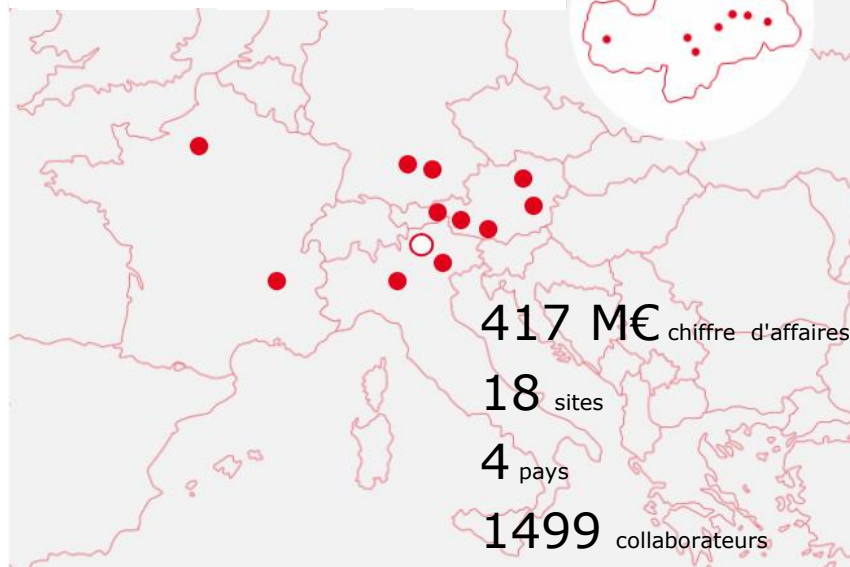 417 M€ chiffre d'affaires
18 sites
4 pays
1499 collaborateurs